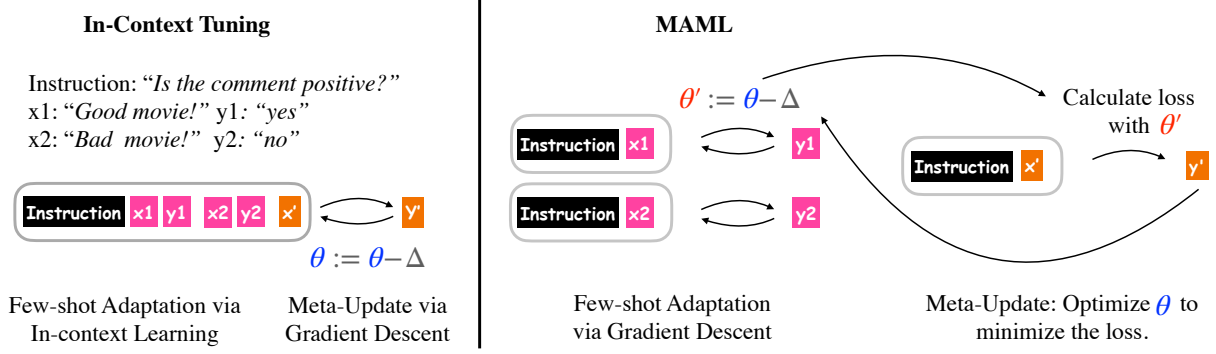 In-Context Tuning
Instruction: “Is the comment positive?”
x1: “Good movie!” y1: “yes”
x2: “Bad movie!” y2: “no”
Instruction x1 y1 x2 y2 x' Y'
θ := θ − Δ
Few-shot Adaptation via
In-context Learning
Meta-Update via
Gradient Descent
MAML
θ′ := θ − Δ
Instruction x1 y1
Instruction x2 y2
Few-shot Adaptation
via Gradient Descent
Calculate loss
with θ′
Instruction x' y'
Meta-Update: Optimize θ to
minimize the loss.